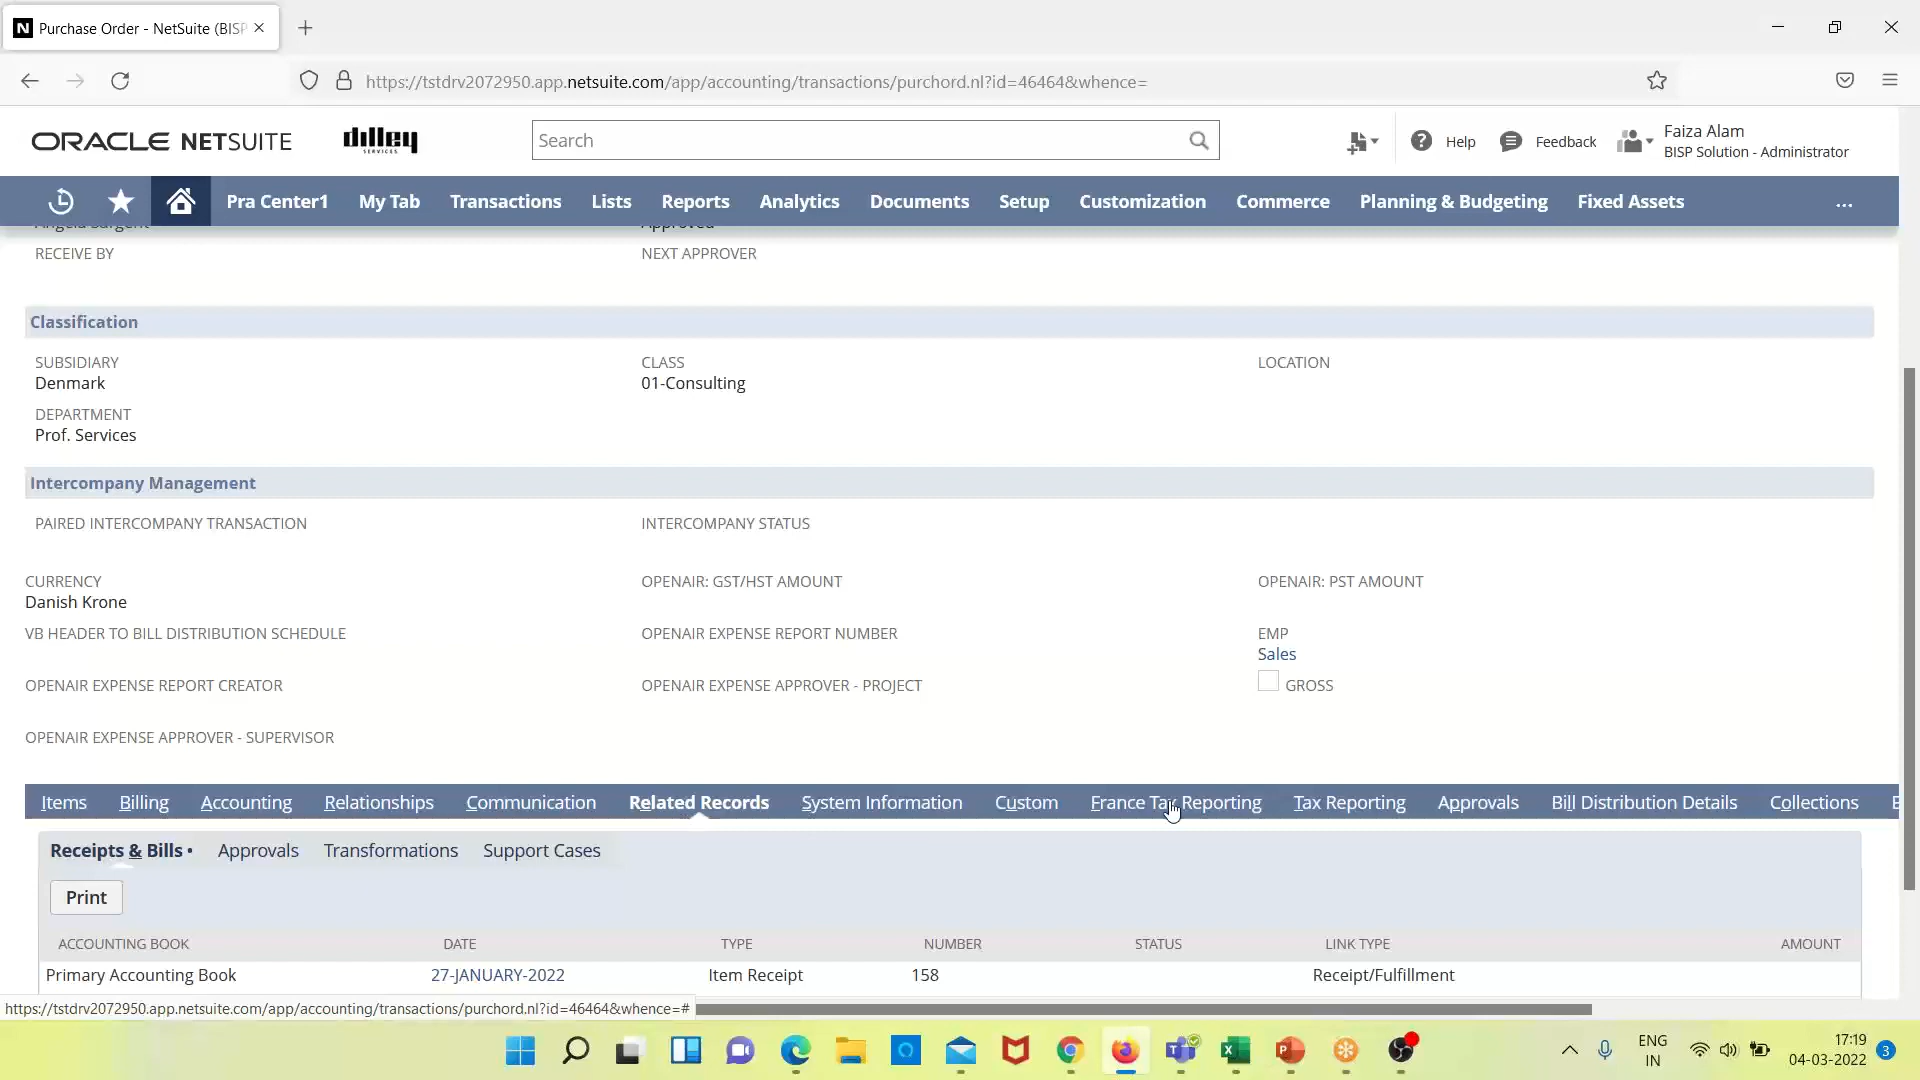 Purchase Order - NetSuite (BISP
https://tstdrv2072950.app.netsuite.com/app/accounting/transactions/purchord.nl?id=46464&whence=
ORACLE NETSUITE
dilley
SERVICES
Search
Help
Feedback
Faiza Alam
BISP Solution - Administrator
Pra Center1
My Tab
Transactions
Lists
Reports
Analytics
Documents
Setup
Customization
Commerce
Planning & Budgeting
Fixed Assets
...
Angela Sargent
Approved
RECEIVE BY
NEXT APPROVER
Classification
SUBSIDIARY
Denmark
CLASS
01-Consulting
LOCATION
DEPARTMENT
Prof. Services
Intercompany Management
PAIRED INTERCOMPANY TRANSACTION
INTERCOMPANY STATUS
CURRENCY
Danish Krone
OPENAIR: GST/HST AMOUNT
OPENAIR: PST AMOUNT
VB HEADER TO BILL DISTRIBUTION SCHEDULE
OPENAIR EXPENSE REPORT NUMBER
EMP
Sales
OPENAIR EXPENSE REPORT CREATOR
OPENAIR EXPENSE APPROVER - PROJECT
GROSS
OPENAIR EXPENSE APPROVER - SUPERVISOR
Items
Billing
Accounting
Relationships
Communication
Related Records
System Information
Custom
France Tax Reporting
Tax Reporting
Approvals
Bill Distribution Details
Collections
Receipts & Bills •
Approvals
Transformations
Support Cases
Print
ACCOUNTING BOOK
DATE
TYPE
NUMBER
STATUS
LINK TYPE
AMOUNT
Primary Accounting Book
27-JANUARY-2022
Item Receipt
158
Receipt/Fulfillment
https://tstdrv2072950.app.netsuite.com/app/accounting/transactions/purchord.nl?id=46464&whence=#
ENG
IN
17:19
04-03-2022
3